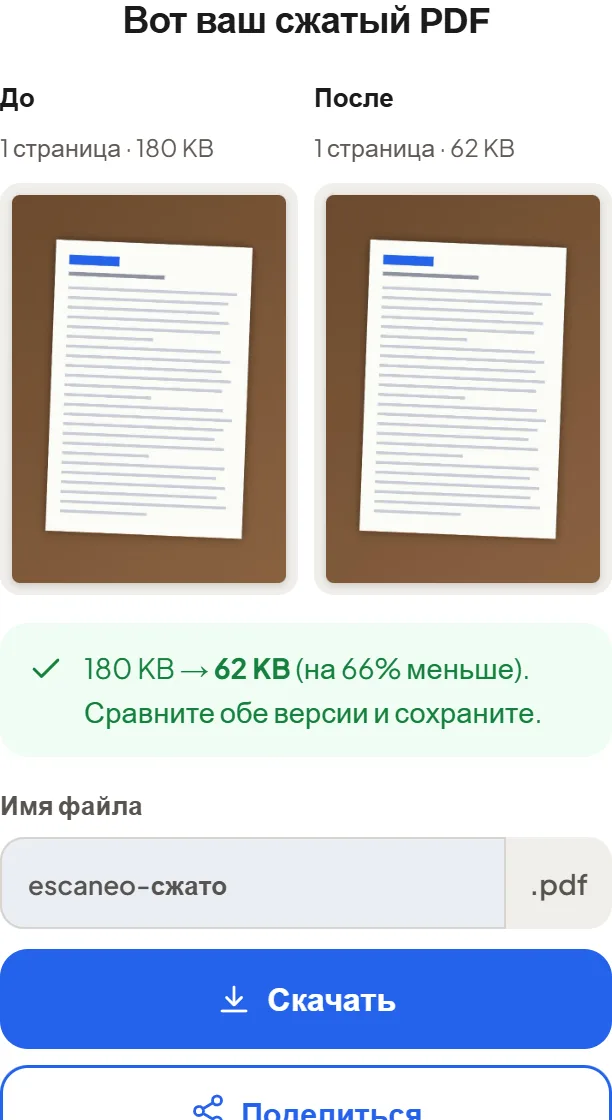 Вот ваш сжатый PDF
До
После
1 страница · 180 KB
1 страница · 62 KB
180 KB → 62 KB (на 66% меньше).
Сравните обе версии и сохраните.
Имя файла
escaneo-сжато
.pdf
Скачать
Поделиться